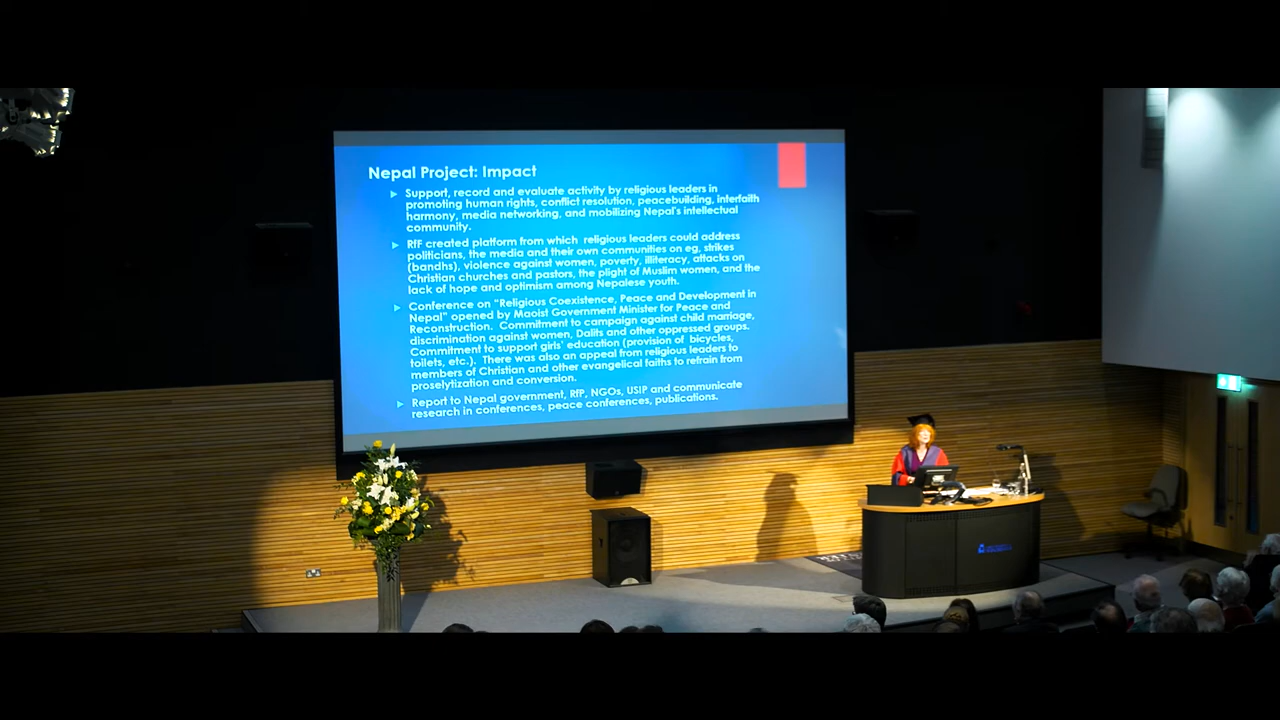 Nepal Project: Impact
Support, record and evaluate activity by religious leaders in
promoting human rights, conflict resolution, peacebuilding, interfaith
harmony, media networking, and mobilizing Nepal's intellectual
community.
RfF created platform from which religious leaders could address
politicians, the media and their own communities on eg, strikes
(bandhs), violence against women, poverty, illiteracy, attacks on
Christian churches and pastors, the plight of Muslim women, and the
lack of hope and optimism among Nepalese youth.
Conference on "Religious Coexistence, Peace and Development in
Nepal" opened by Maoist Government Minister for Peace and
Reconstruction. Commitment to campaign against child marriage,
discrimination against women, Dalits and other oppressed groups.
Commitment to support girls' education (provision of bicycles,
toilets, etc.). There was also an appeal from religious leaders to
members of Christian and other evangelical faiths to refrain from
proselytization and conversion.
Report to Nepal government, RfP, NGOs, USIP and communicate
research in conferences, peace conferences, publications.